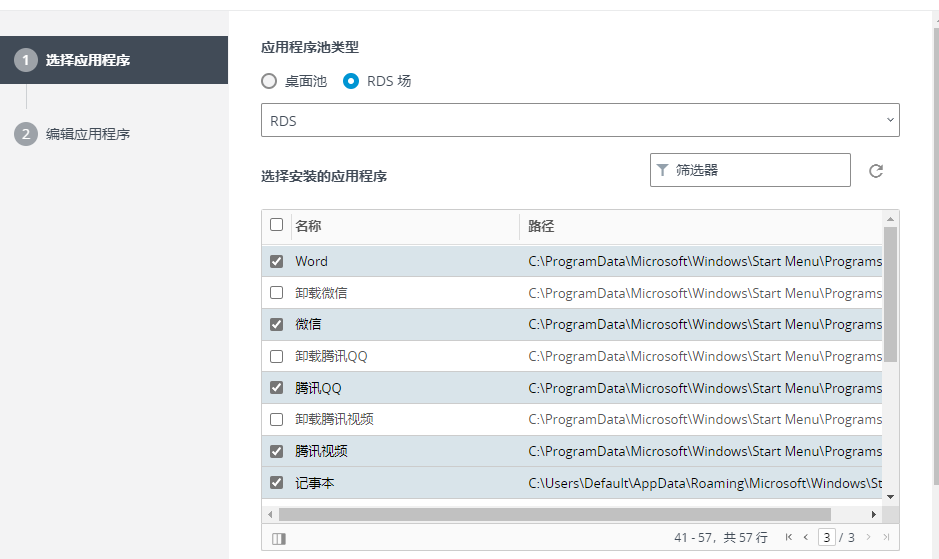 1 选择应用程序
2 编辑应用程序
应用程序池类型
桌面池 RDS 场
RDS
选择安装的应用程序 筛选器
名称 路径
Word C:\ProgramData\Microsoft\Windows\Start Menu\Programs
卸载微信 C:\ProgramData\Microsoft\Windows\Start Menu\Programs
微信 C:\ProgramData\Microsoft\Windows\Start Menu\Programs
卸载腾讯QQ C:\ProgramData\Microsoft\Windows\Start Menu\Programs
腾讯QQ C:\ProgramData\Microsoft\Windows\Start Menu\Programs
卸载腾讯视频 C:\ProgramData\Microsoft\Windows\Start Menu\Programs
腾讯视频 C:\ProgramData\Microsoft\Windows\Start Menu\Programs
记事本 C:\Users\Default\AppData\Roaming\Microsoft\Windows\St
41 - 57，共 57 行 3 / 3